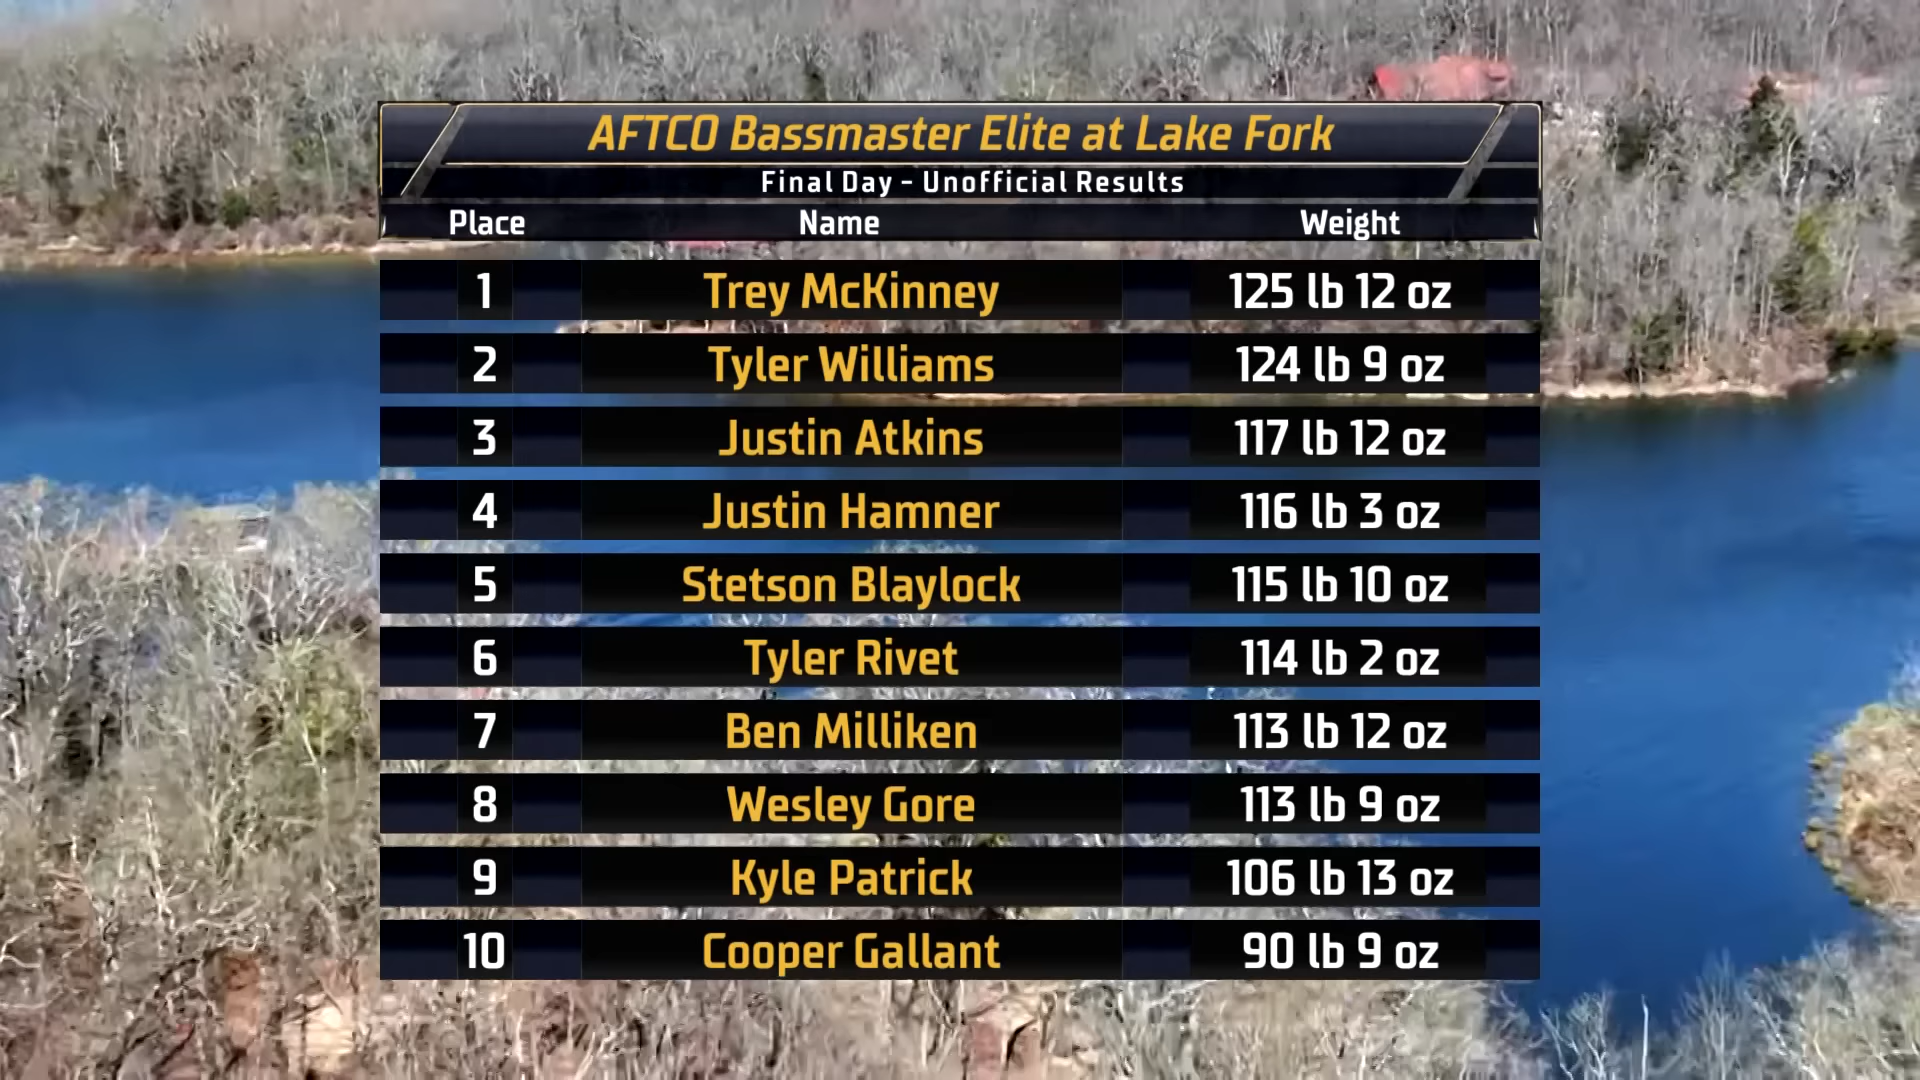 AFTCO Bassmaster Elite at Lake Fork
Final Day - Unofficial Results
Place Name Weight
1 Trey McKinney 125 lb 12 oz
2 Tyler Williams 124 lb 9 oz
3 Justin Atkins 117 lb 12 oz
4 Justin Hamner 116 lb 3 oz
5 Stetson Blaylock 115 lb 10 oz
6 Tyler Rivet 114 lb 2 oz
7 Ben Milliken 113 lb 12 oz
8 Wesley Gore 113 lb 9 oz
9 Kyle Patrick 106 lb 13 oz
10 Cooper Gallant 90 lb 9 oz